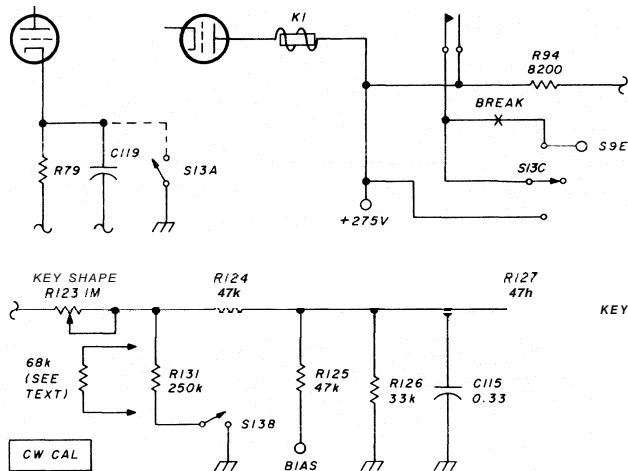 K1
R94
8200
BREAK
S9E
C119
R79
S13A
S13C
+275V
KEY SHAPE
R123 1M
R124
47k
R127
47h
KEY
68k
(SEE
TEXT)
R131
250k
R125
47k
R126
33k
C115
0.33
S13B
CW CAL
BIAS